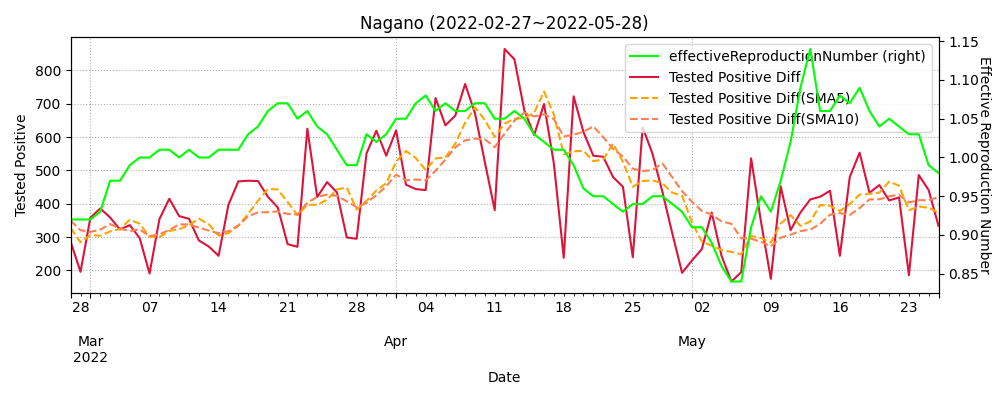 Nagano (2022-02-27~2022-05-28)
effectiveReproductionNumber (right)
Tested Positive Diff
Tested Positive Diff(SMA5)
Tested Positive Diff(SMA10)
Tested Positive
800
700
600
500
400
300
200
1.15
1.10
1.05
1.00
0.95
0.90
0.85
Effective Reproduction Number
28 07 14 21 28 04 11 18 25 02 09 16 23
Mar Apr May
2022
Date